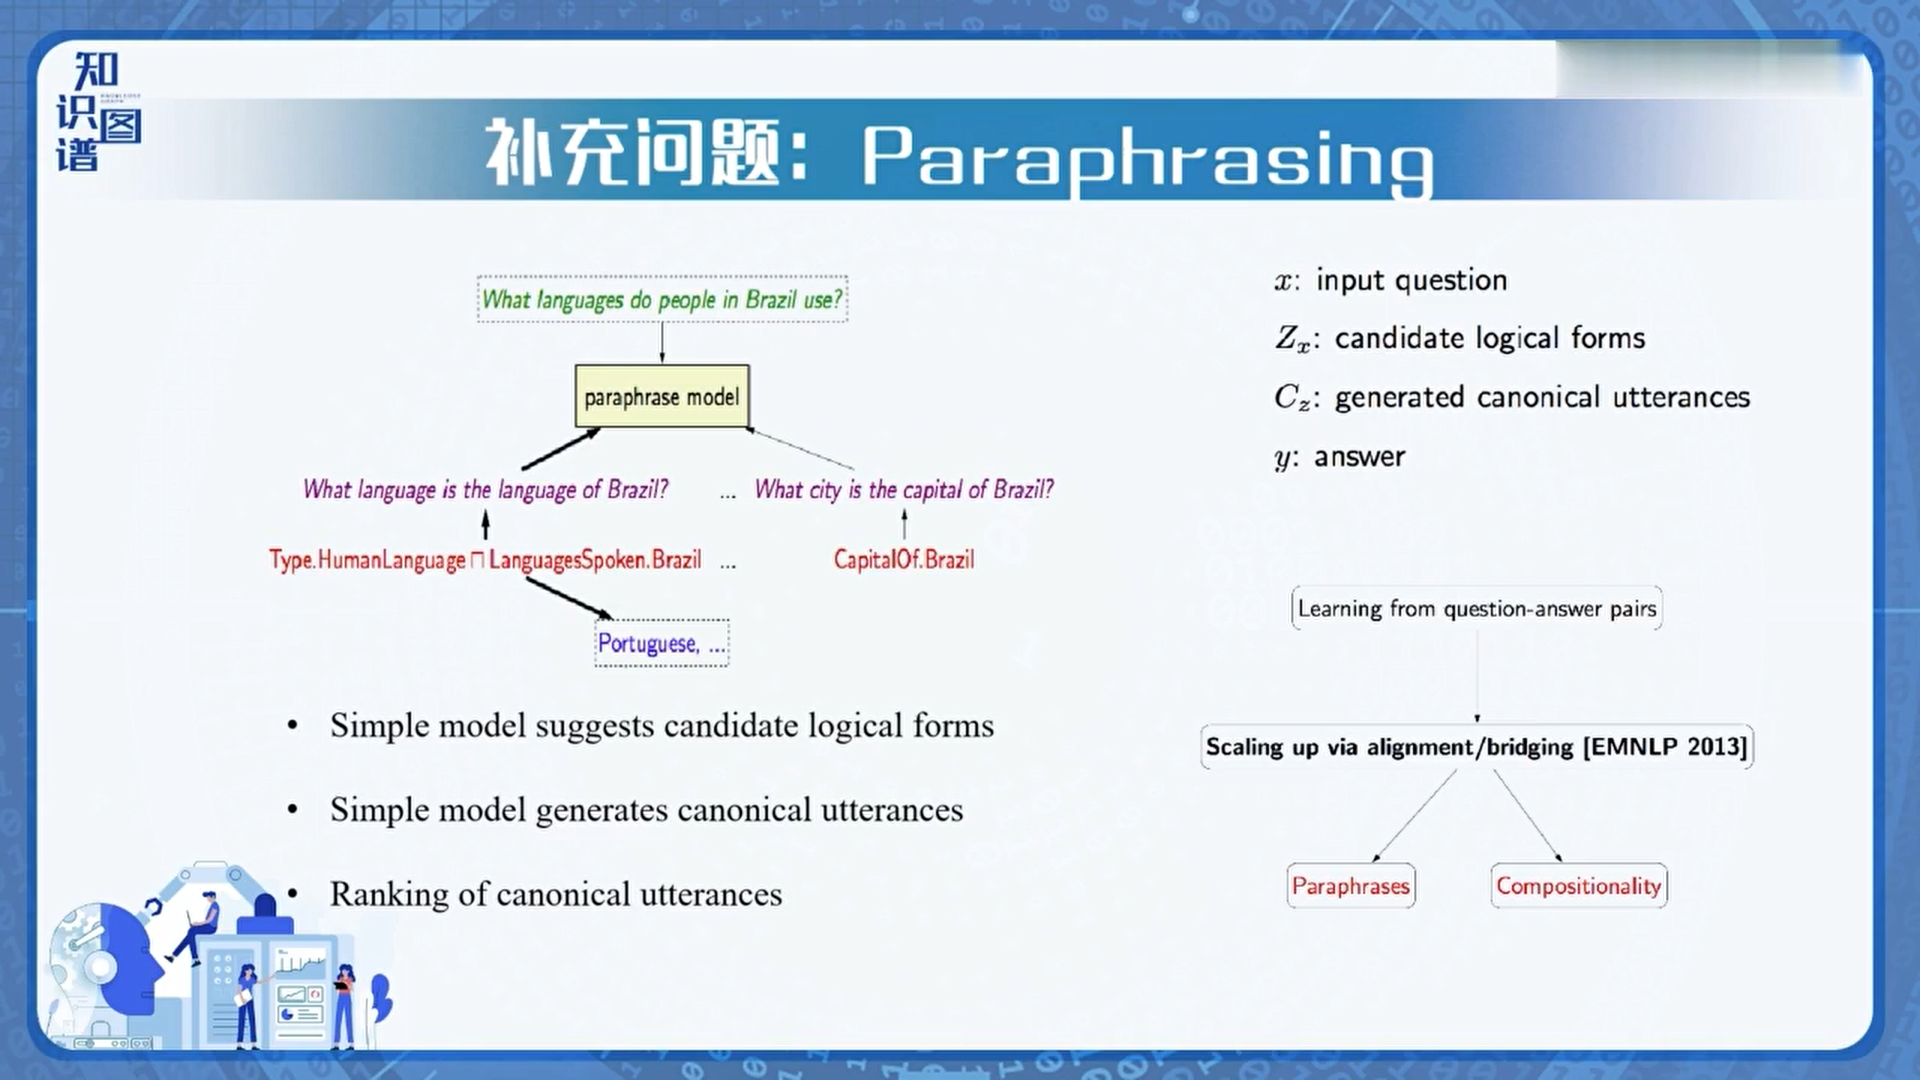 知识图谱
KNOWLEDGE GRAPH
补充问题：Paraphrasing
What languages do people in Brazil use?
paraphrase model
What language is the language of Brazil? ... What city is the capital of Brazil?
Type.HumanLanguage ⊓ LanguagesSpoken.Brazil ... CapitalOf.Brazil
Portuguese, ...
• Simple model suggests candidate logical forms
• Simple model generates canonical utterances
• Ranking of canonical utterances
x: input question
Zx: candidate logical forms
Cz: generated canonical utterances
y: answer
Learning from question-answer pairs
Scaling up via alignment/bridging [EMNLP 2013]
Paraphrases
Compositionality